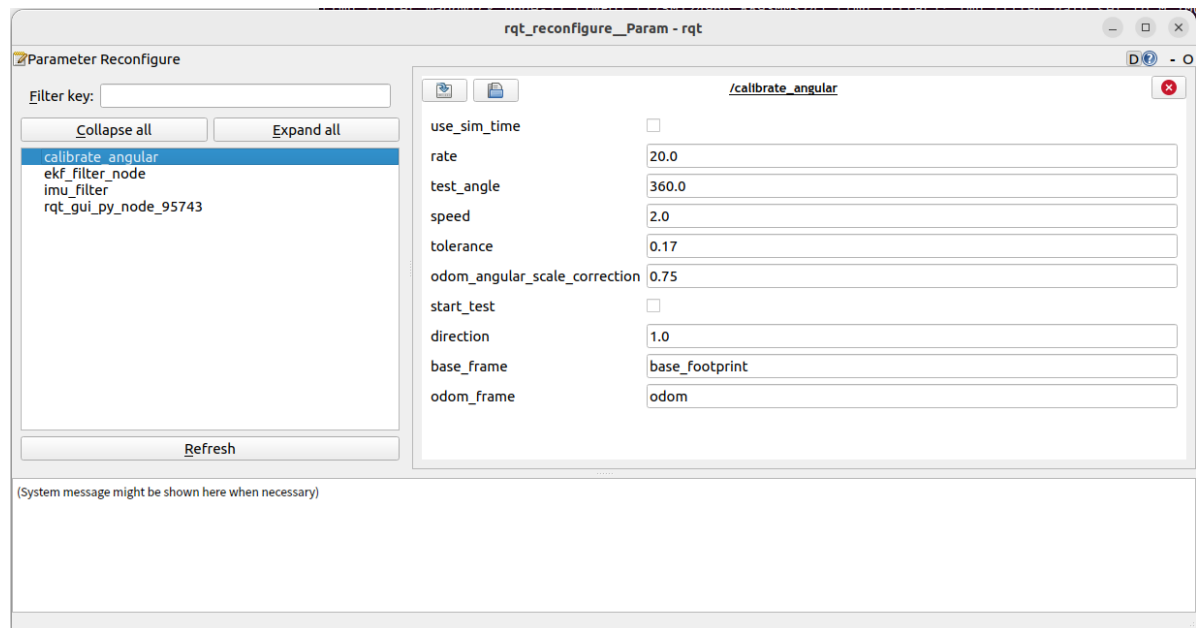 rqt_reconfigure__Param - rqt
Parameter Reconfigure
D - O
Filter key:
Collapse all Expand all
calibrate_angular
ekf_filter_node
imu_filter
rqt_gui_py_node_95743
Refresh
/calibrate_angular
use_sim_time
rate 20.0
test_angle 360.0
speed 2.0
tolerance 0.17
odom_angular_scale_correction 0.75
start_test
direction 1.0
base_frame base_footprint
odom_frame odom
(System message might be shown here when necessary)